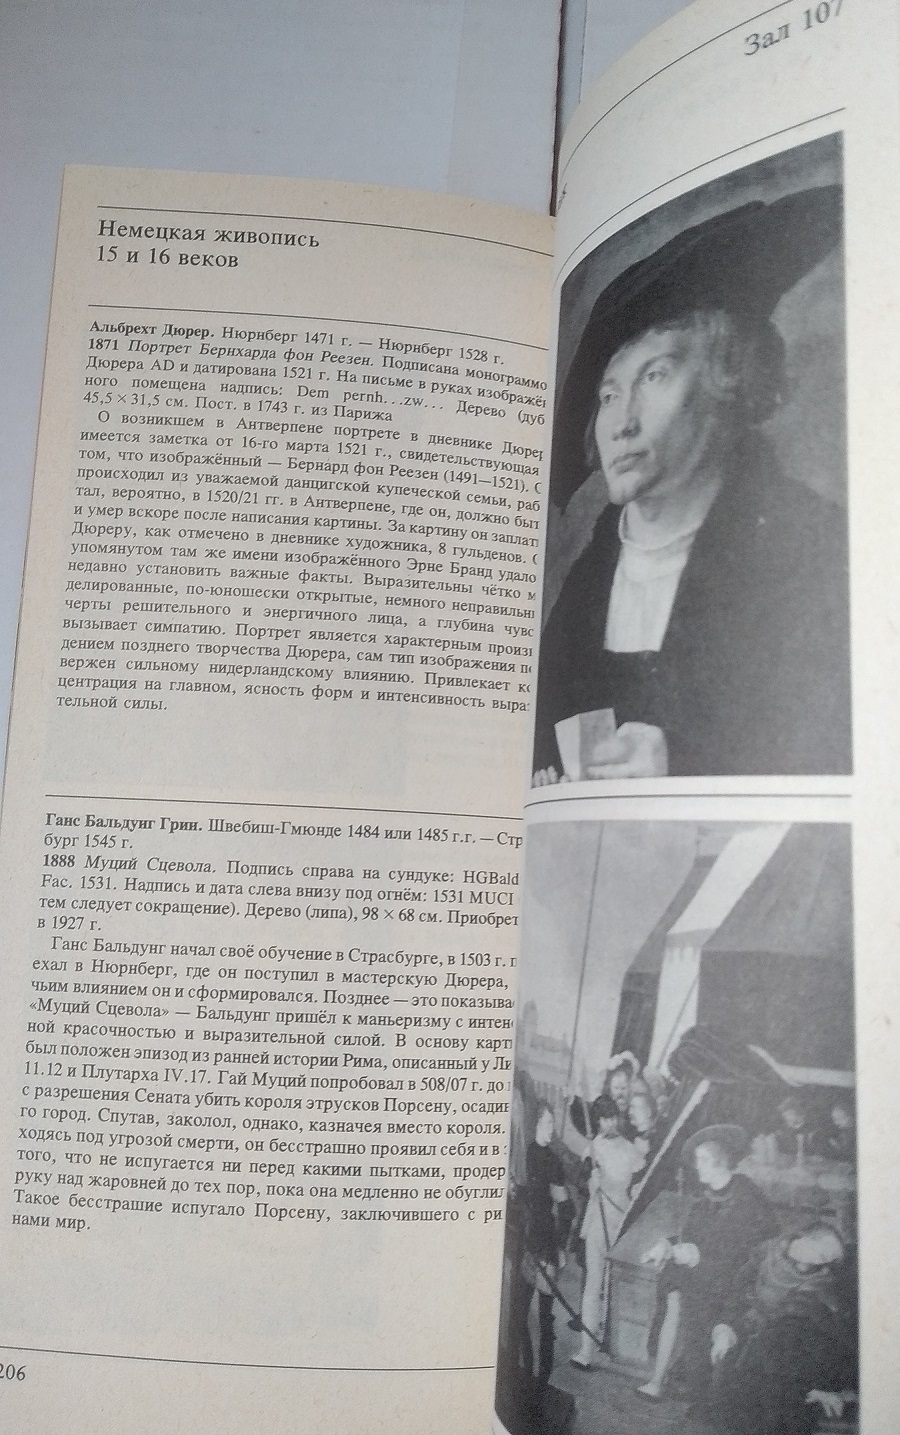 Немецкая живопись
15 и 16 веков
Альбрехт Дюрер. Нюрнберг 1471 г. — Нюрнберг 1528 г.
1871 Портрет Бернхарда фон Реезен. Подписана монограммо
Дюрера AD и датирована 1521 г. На письме в руках изображён
ного помещена надпись: Dem pernh. . .zw. . . Дерево (дуб
45,5 × 31,5 см. Пост. в 1743 г. из Парижа
О возникшем в Антверпене портрете в дневнике Дюрер
имеется заметка от 16-го марта 1521 г., свидетельствующая
том, что изображённый — Бернард фон Реезен (1491—1521). О
происходил из уважаемой данцигской купеческой семьи, раб
тал, вероятно, в 1520/21 гг. в Антверпене, где он, должно быт
и умер вскоре после написания картины. За картину он заплат
Дюреру, как отмечено в дневнике художника, 8 гульденов. О
упомянутом там же имени изображённого Эрне Бранд удало
недавно установить важные факты. Выразительны чётко м
делированные, по-юношески открытые, немного неправильн
черты решительного и энергичного лица, а глубина чувс
вызывает симпатию. Портрет является характерным произв
дением позднего творчества Дюрера, сам тип изображения по
вержен сильному нидерландскому влиянию. Привлекает ко
центрация на главном, ясность форм и интенсивность выра
тельной силы.
Ганс Бальдунг Грин. Швебиш-Гмюнде 1484 или 1485 г.г. — Стр
бург 1545 г.
1888 Муций Сцевола. Подпись справа на сундуке: HGBald
Fac. 1531. Надпись и дата слева внизу под огнём: 1531 MUCI
тем следует сокращение). Дерево (липа), 98 × 68 см. Приобрет
в 1927 г.
Ганс Бальдунг начал своё обучение в Страсбурге, в 1503 г. п
ехал в Нюрнберг, где он поступил в мастерскую Дюрера,
чьим влиянием он и сформировался. Позднее — это показыва
«Муций Сцевола» — Бальдунг пришёл к маньеризму с интен
ной красочностью и выразительной силой. В основу карт
был положен эпизод из ранней истории Рима, описанный у Ли
11.12 и Плутарха IV.17. Гай Муций попробовал в 508/07 г. до
с разрешения Сената убить короля этрусков Порсену, осадив
го город. Спутав, заколол, однако, казначея вместо короля.
ходясь под угрозой смерти, он бесстрашно проявил себя и в
того, что не испугается ни перед какими пытками, продер
руку над жаровней до тех пор, пока она медленно не обуглил
Такое бесстрашие испугало Порсену, заключившего с ри
нами мир.
206
Зал 107